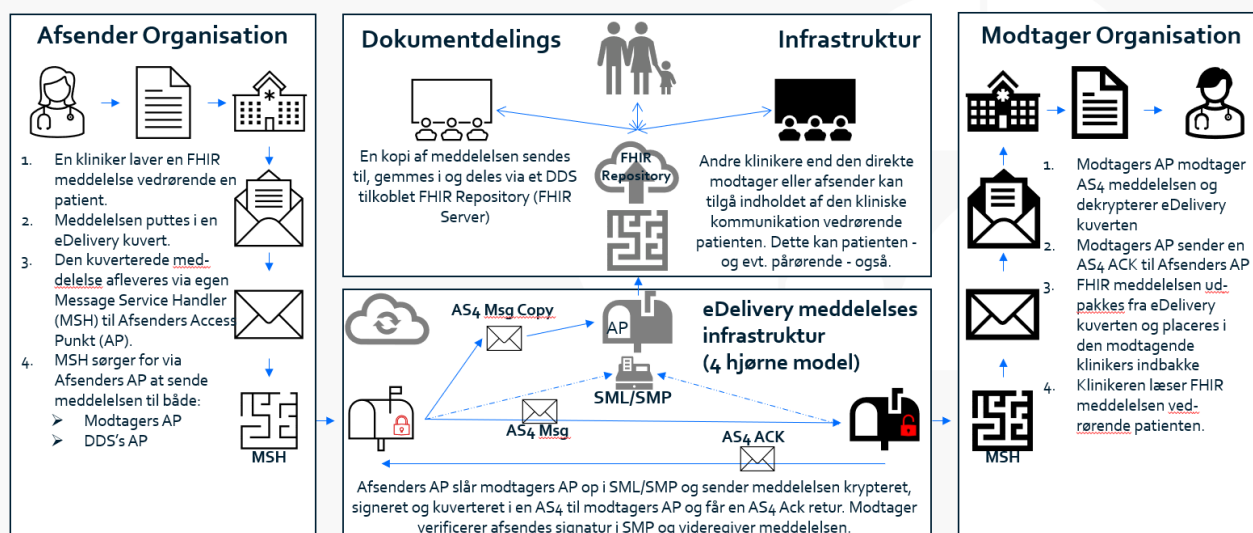 Afsender Organisation
1. En kliniker laver en FHIR
meddelelse vedrørende en
patient.
2. Meddelelsen puttes i en
eDelivery kuvert.
3. Den kuverterede med-
delelse afleveres via egen
Message Service Handler
(MSH) til Afsenders Access
Punkt (AP).
4. MSH sørger for via
Afsenders AP at sende
meddelelsen til både:
➢ Modtagers AP
➢ DDS's AP
MSH
Dokumentdelings
Infrastruktur
En kopi af meddelelsen sendes
til, gemmes i og deles via et DDS
tilkoblet FHIR Repository (FHIR
Server)
FHIR
Repository
Andre klinikere end den direkte
modtager eller afsender kan
tilgå indholdet af den kliniske
kommunikation vedrørende
patienten. Dette kan patienten -
og evt. pårørende - også.
AS4 Msg Copy
AP
eDelivery meddelelses
infrastruktur
(4 hjørne model)
SML/SMP
AS4 Msg
AS4 ACK
Afsenders AP slår modtagers AP op i SML/SMP og sender meddelelsen krypteret,
signeret og kuverteret i en AS4 til modtagers AP og får en AS4 Ack retur. Modtager
verificerer afsendes signatur i SMP og videregiver meddelelsen.
Modtager Organisation
1. Modtagers AP modtager
AS4 meddelelsen og
dekrypterer eDelivery
kuverten
2. Modtagers AP sender en
AS4 ACK til Afsenders AP
3. FHIR meddelelsen ud-
pakkes fra eDelivery
kuverten og placeres i
den modtagende
klinikers indbakke
4. Klinikeren læser FHIR
meddelelsen ved-
rørende patienten.
MSH